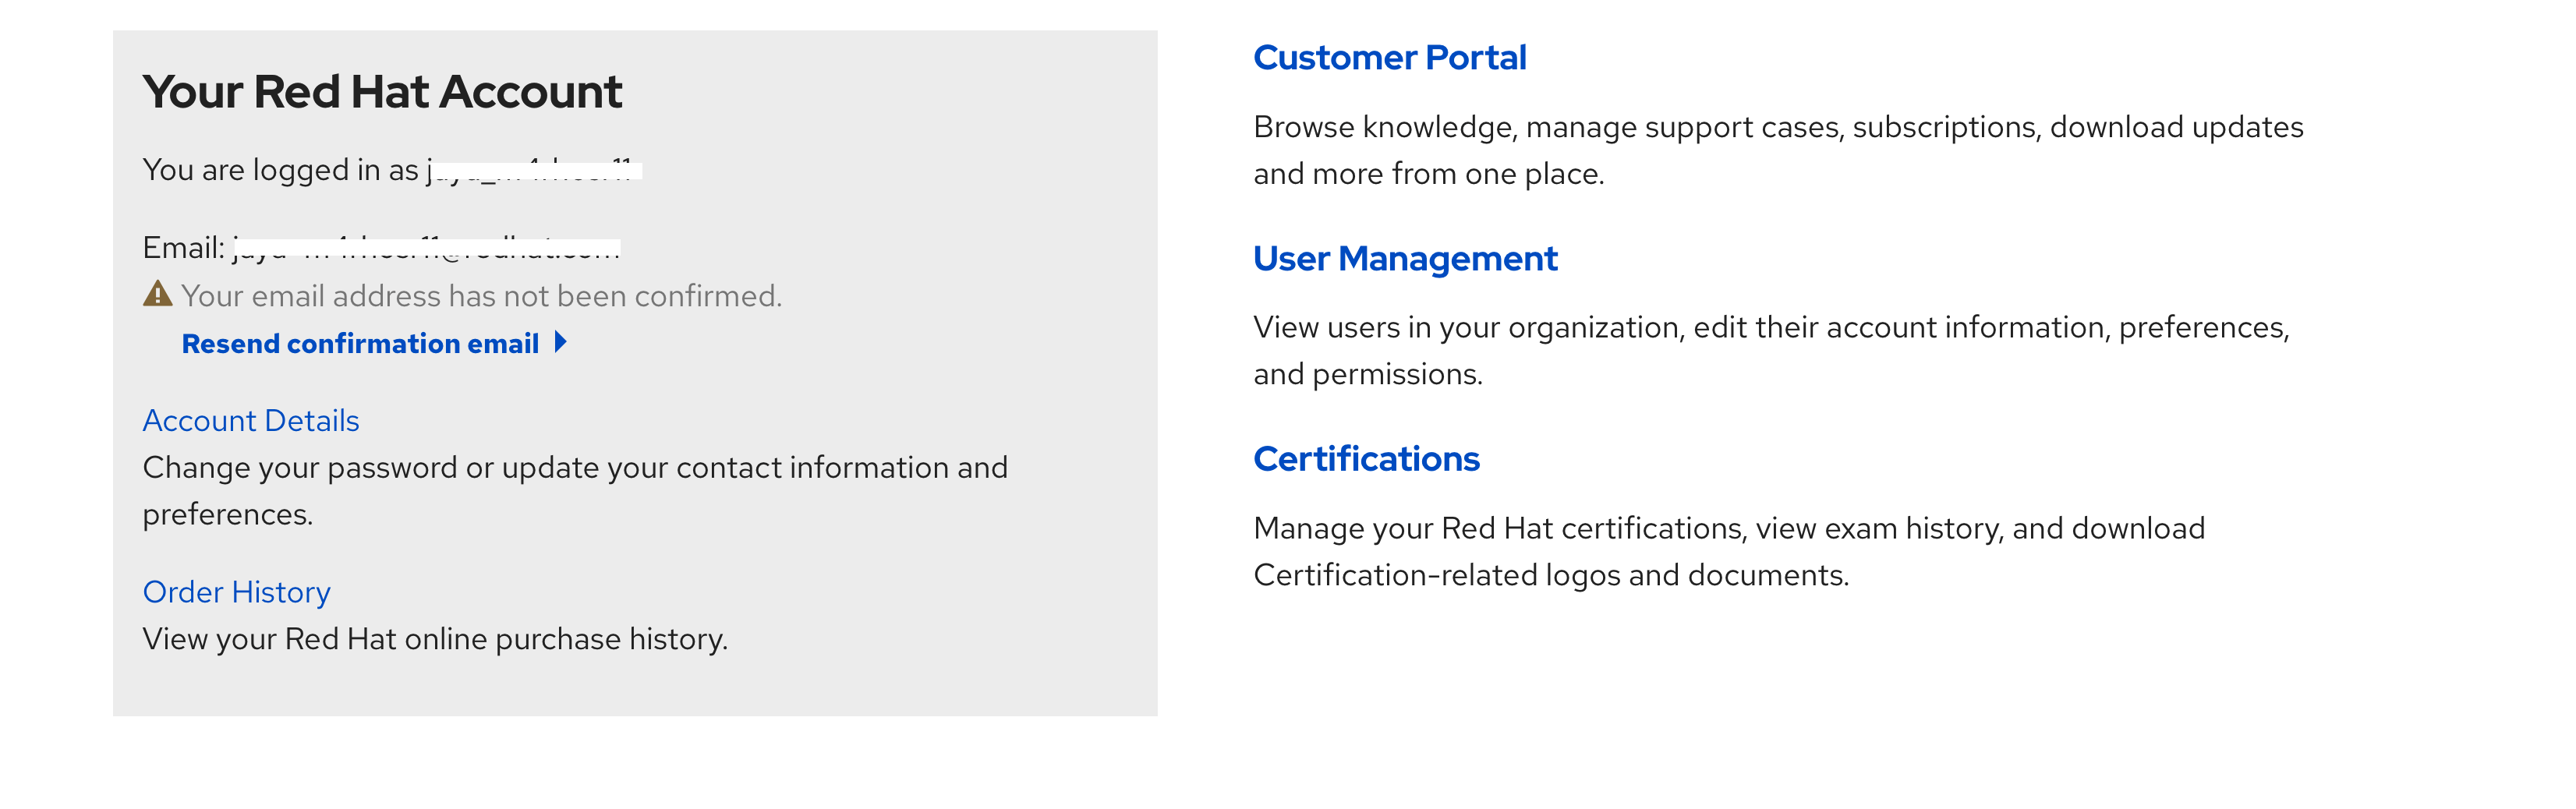 Your Red Hat Account
You are logged in as
Email:
Your email address has not been confirmed.
Resend confirmation email
Account Details
Change your password or update your contact information and
preferences.
Order History
View your Red Hat online purchase history.
Customer Portal
Browse knowledge, manage support cases, subscriptions, download updates
and more from one place.
User Management
View users in your organization, edit their account information, preferences,
and permissions.
Certifications
Manage your Red Hat certifications, view exam history, and download
Certification-related logos and documents.